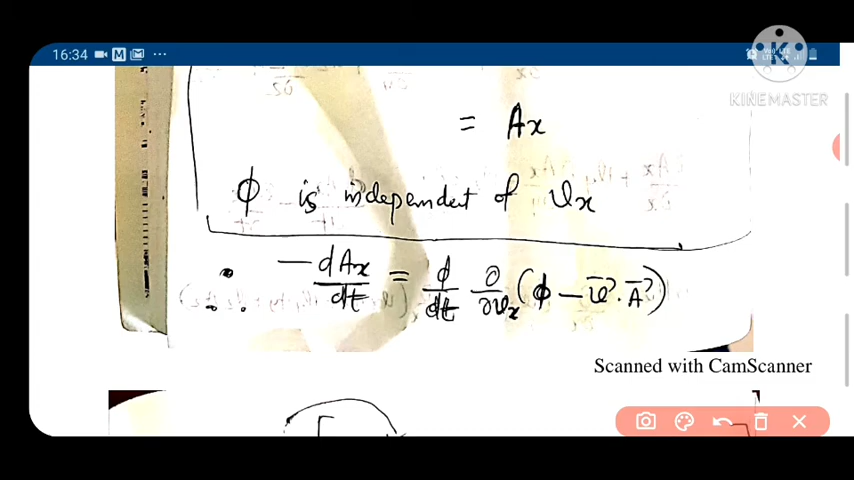 16:34
KINEMASTER
= Ax
ϕ is independent of vx
∴ -dAx/dt = d/dt ∂/∂vx (ϕ - v⃗ . A⃗)
Scanned with CamScanner